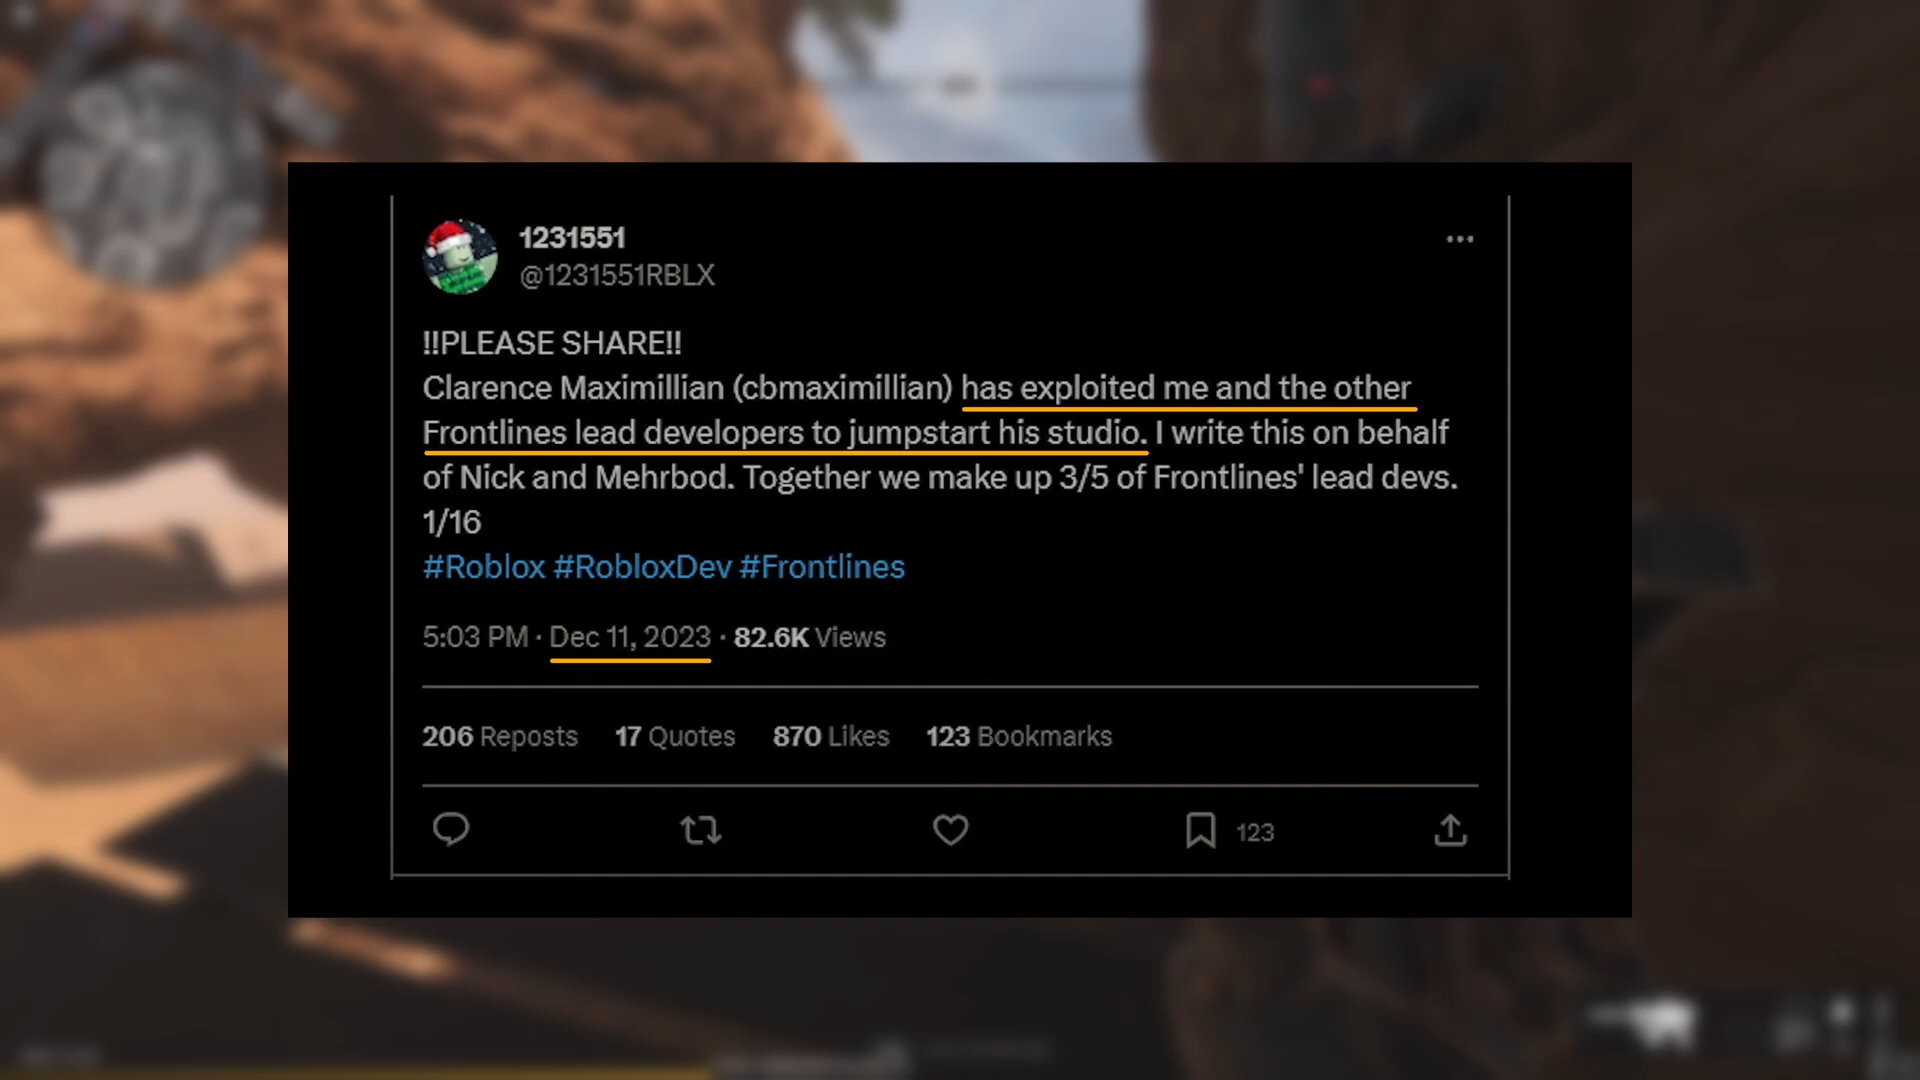 1231551
@1231551RBLX
!!PLEASE SHARE!!
Clarence Maximillian (cbmaximillian) has exploited me and the other
Frontlines lead developers to jumpstart his studio. I write this on behalf
of Nick and Mehrbod. Together we make up 3/5 of Frontlines' lead devs.
1/16
#Roblox #RobloxDev #Frontlines
5:03 PM · Dec 11, 2023 · 82.6K Views
206 Reposts 17 Quotes 870 Likes 123 Bookmarks
123